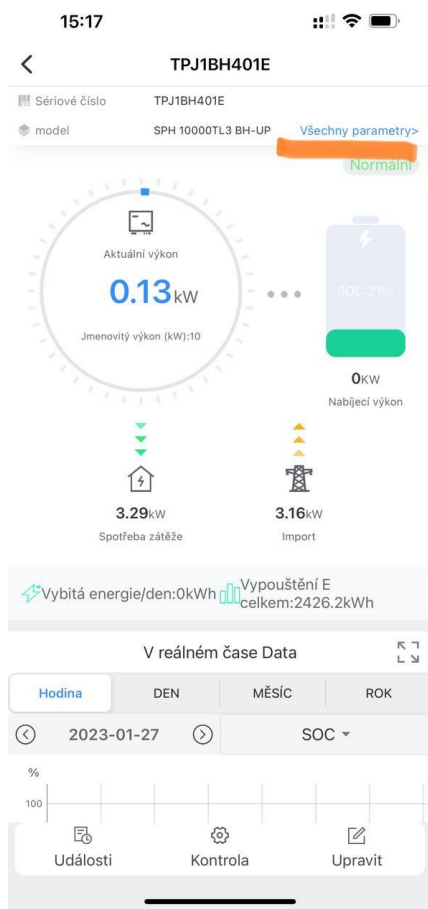 15:17
TPJ1BH401E
Sériové číslo TPJ1BH401E
model SPH 10000TL3 BH-UP Všechny parametry>
Normální
Aktuální výkon
0.13kW
Jmenovitý výkon (kW):10
SOC:21%
0KW
Nabíjecí výkon
3.29kW
Spotřeba zátěže
3.16kW
Import
Vybitá energie/den:0kWh
Vypouštění E
celkem:2426.2kWh
V reálném čase Data
Hodina DEN MĚSÍC ROK
2023-01-27 SOC
%
100
Události Kontrola Upravit